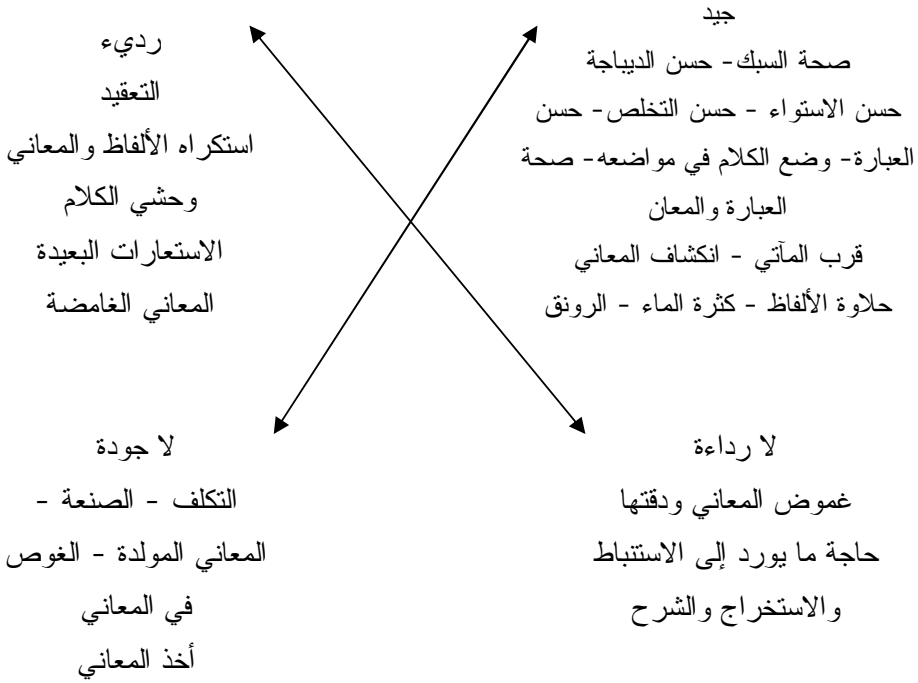 جيد
صحة السبك- حسن الديباجة
حسن الاستواء - حسن التخلص- حسن
العبارة- وضع الكلام في مواضعه- صحة
العبارة والمعان
قرب المآتي - انكشاف المعاني
حلاوة الألفاظ - كثرة الماء - الرونق
رديء
التعقيد
استكراه الألفاظ والمعاني
وحشي الكلام
الاستعارات البعيدة
المعاني الغامضة
لا رداءة
غموض المعاني ودقتها
حاجة ما يورد إلى الاستنباط
والاستخراج والشرح
لا جودة
التكلف - الصنعة -
المعاني المولدة - الغوص
في المعاني
أخذ المعاني